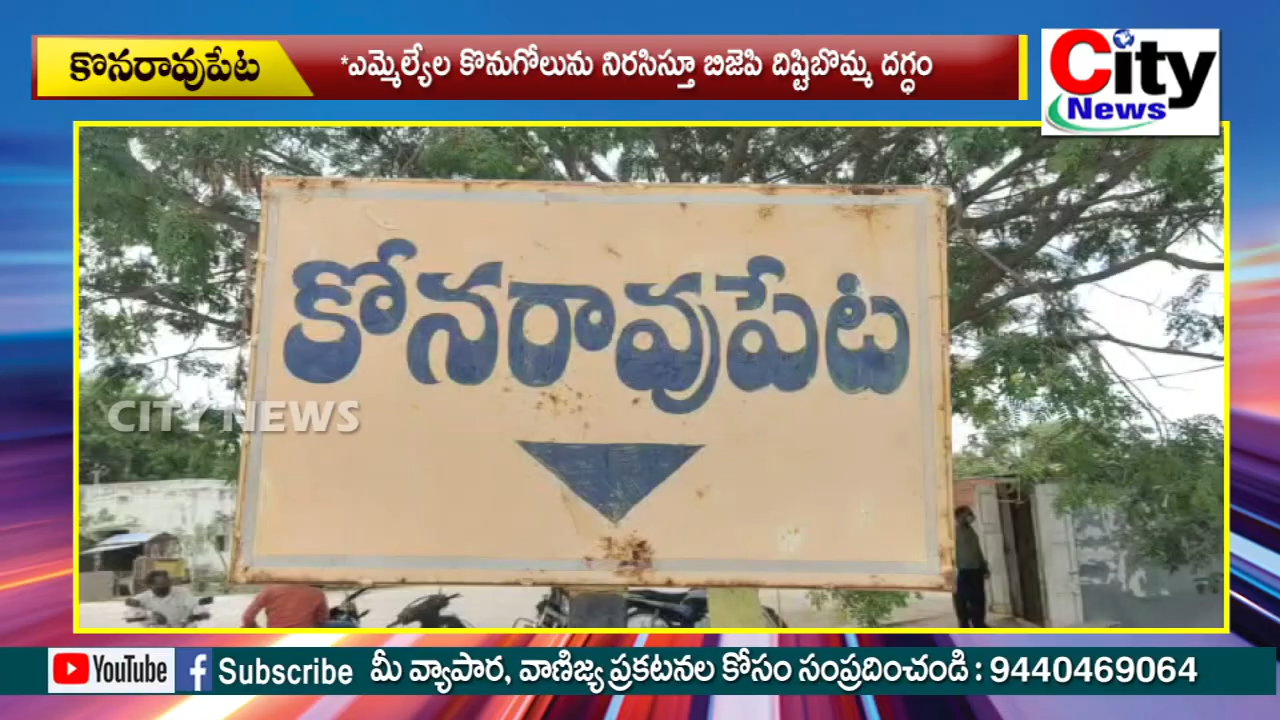 కొనరావుపేట
*ఎమ్మెల్యేల కొనుగోలును నిరసిస్తూ బిజెపి దిష్టిబొమ్మ దగ్ధం
City
News
కోనరావుపేట
CITY NEWS
YouTube f Subscribe మీ వ్యాపార, వాణిజ్య ప్రకటనల కోసం సంప్రదించండి : 9440469064